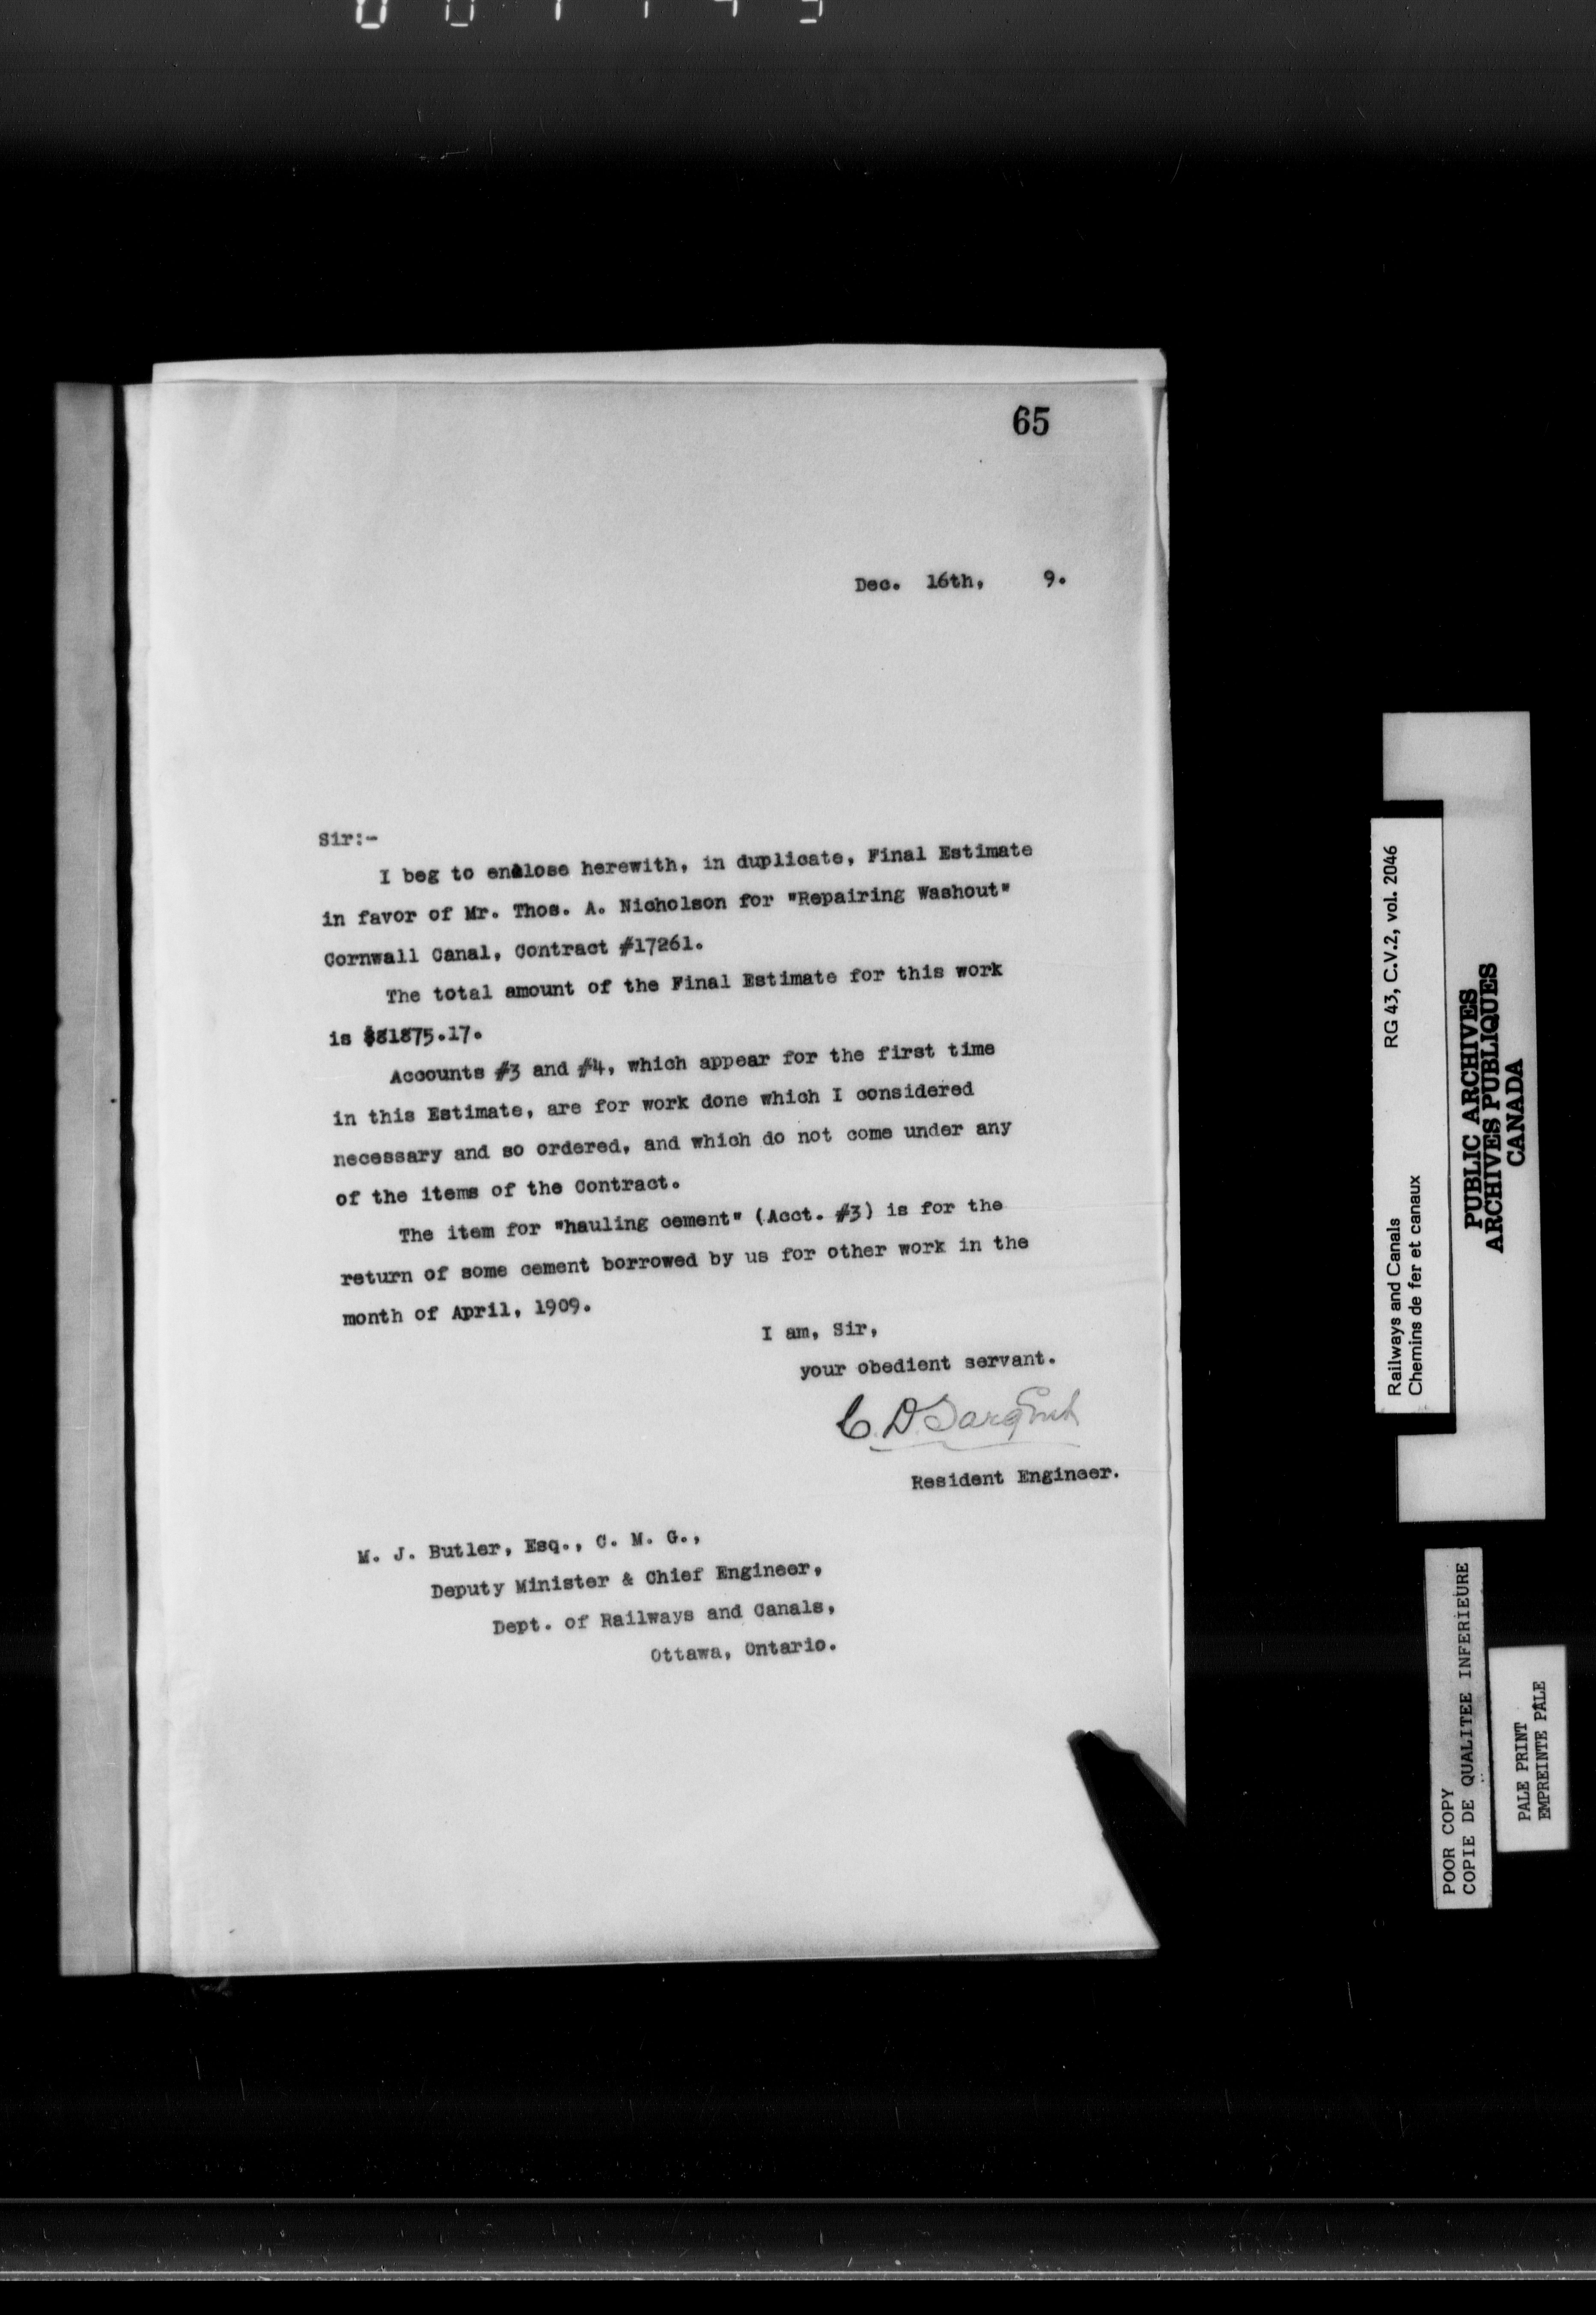 65
Dec. 16th, 9.
Sir:-
I beg to enclose herewith, in duplicate, Final Estimate
in favor of Mr. Thos. A. Nicholson for "Repairing Washout"
Cornwall Canal, Contract #17261.
The total amount of the Final Estimate for this work
is $81875.17.
Accounts #3 and #4, which appear for the first time
in this Estimate, are for work done which I considered
necessary and so ordered, and which do not come under any
of the items of the Contract.
The item for "hauling cement" (Acct. #3) is for the
return of some cement borrowed by us for other work in the
month of April, 1909.
I am, Sir,
your obedient servant.
C. D. Sargent
Resident Engineer.
M. J. Butler, Esq., C. M. G.,
Deputy Minister & Chief Engineer,
Dept. of Railways and Canals,
Ottawa, Ontario.
Railways and Canals RG 43, C.V.2, vol. 2046
Chemins de fer et canaux
PUBLIC ARCHIVES
ARCHIVES PUBLIQUES
CANADA
POOR COPY
COPIE DE QUALITEE INFERIEURE
PALE PRINT
EMPREINTE PÂLE